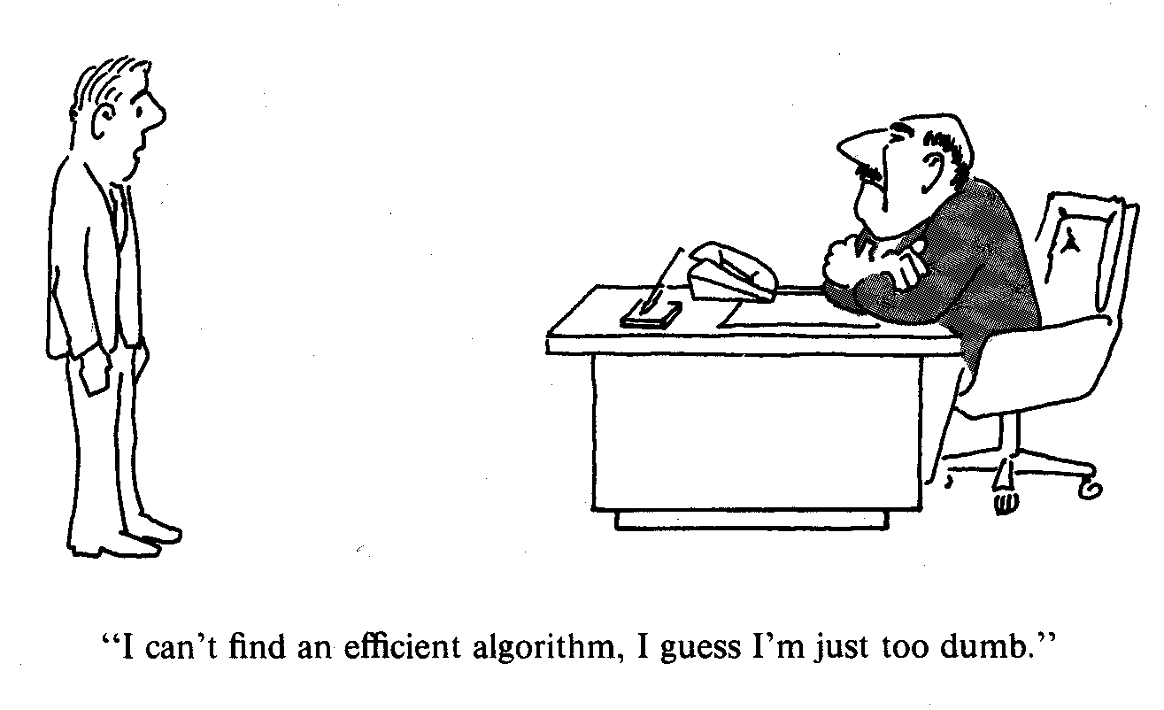 “I can’t find an efficient algorithm, I guess I’m just too dumb.”